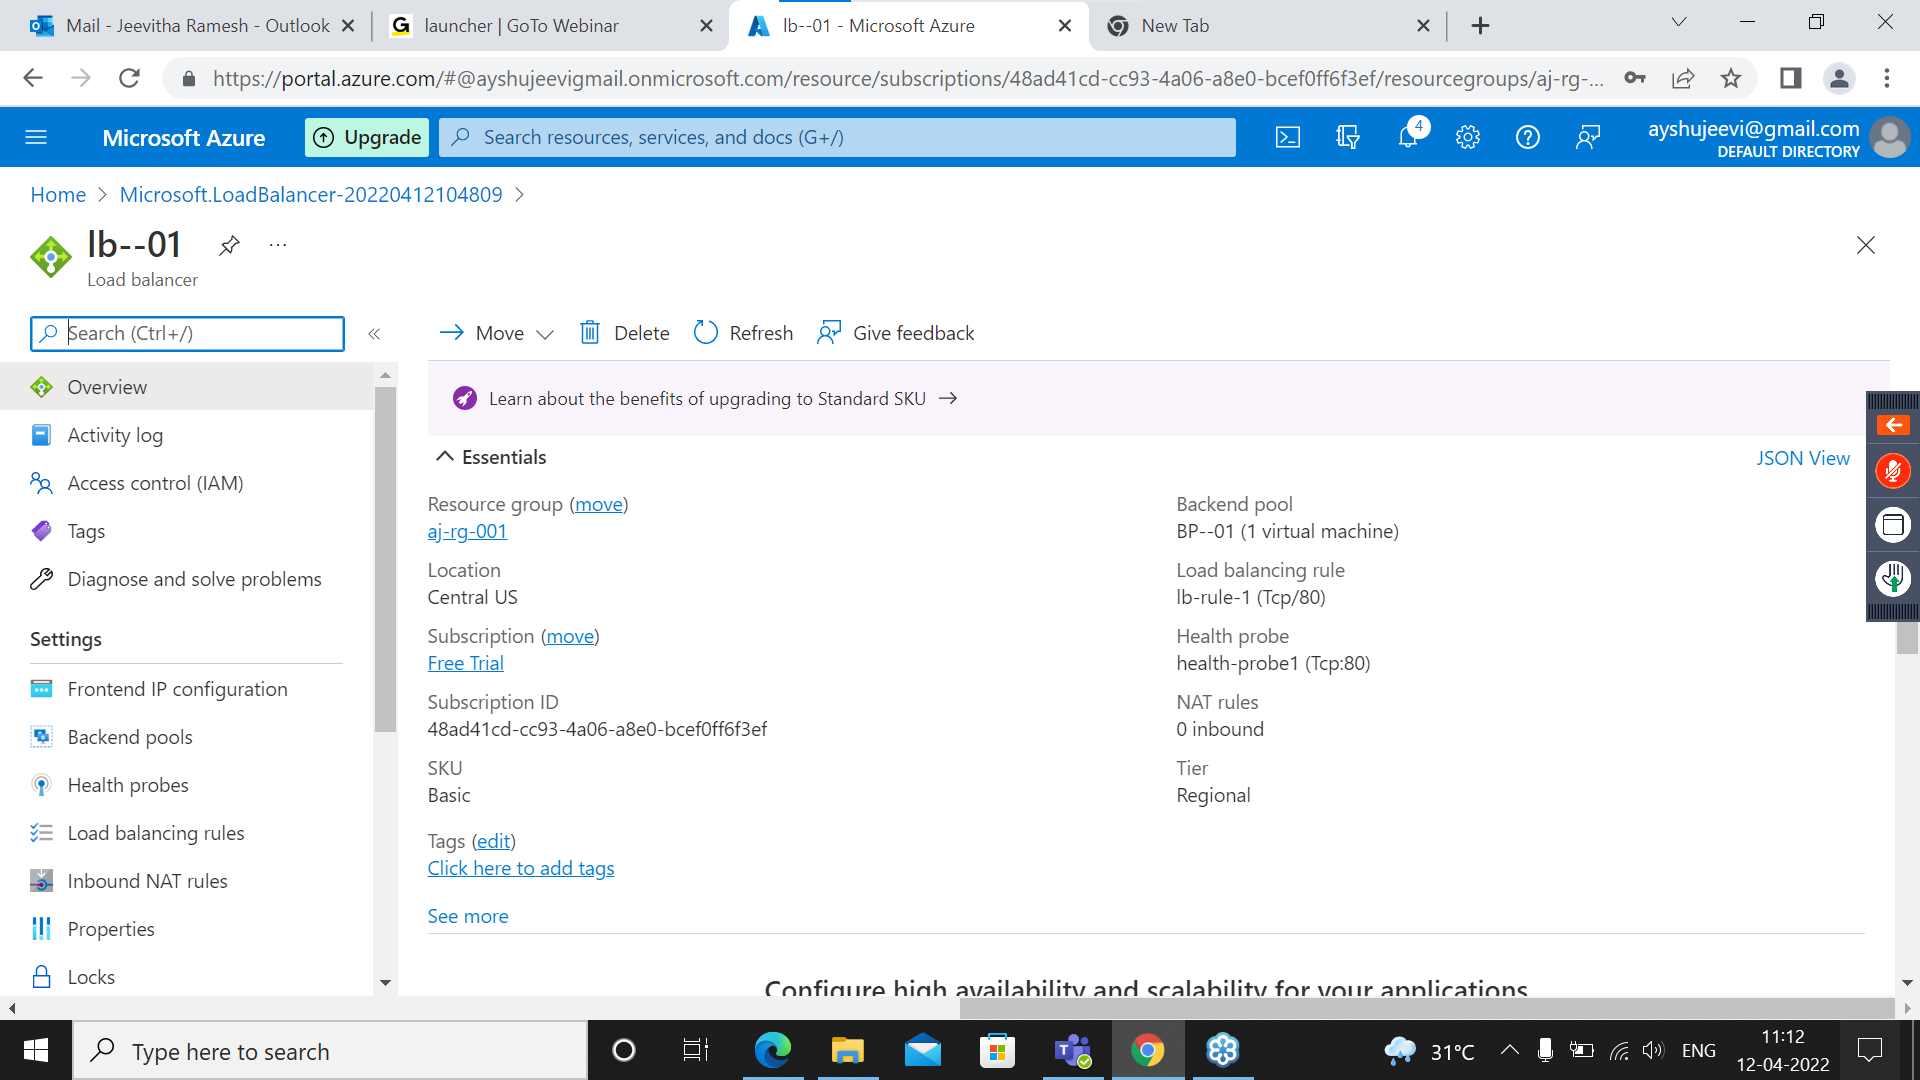 Mail - Jeevitha Ramesh - Outlook
launcher | GoTo Webinar
lb--01 - Microsoft Azure
New Tab
https://portal.azure.com/#@ayshujeevigmail.onmicrosoft.com/resource/subscriptions/48ad41cd-cc93-4a06-a8e0-bcef0ff6f3ef/resourcegroups/aj-rg-...
Microsoft Azure
Upgrade
Search resources, services, and docs (G+/)
4
ayshujeevi@gmail.com
DEFAULT DIRECTORY
Home > Microsoft.LoadBalancer-20220412104809 >
lb--01
...
Load balancer
Search (Ctrl+/)
«
Move
Delete
Refresh
Give feedback
Overview
Activity log
Access control (IAM)
Tags
Diagnose and solve problems
Settings
Frontend IP configuration
Backend pools
Health probes
Load balancing rules
Inbound NAT rules
Properties
Locks
Learn about the benefits of upgrading to Standard SKU →
Essentials
JSON View
Resource group (move)
aj-rg-001
Location
Central US
Subscription (move)
Free Trial
Subscription ID
48ad41cd-cc93-4a06-a8e0-bcef0ff6f3ef
SKU
Basic
Tags (edit)
Click here to add tags
See more
Backend pool
BP--01 (1 virtual machine)
Load balancing rule
lb-rule-1 (Tcp/80)
Health probe
health-probe1 (Tcp:80)
NAT rules
0 inbound
Tier
Regional
Configure high availability and scalability for your applications
Type here to search
31°C
ENG
11:12
12-04-2022